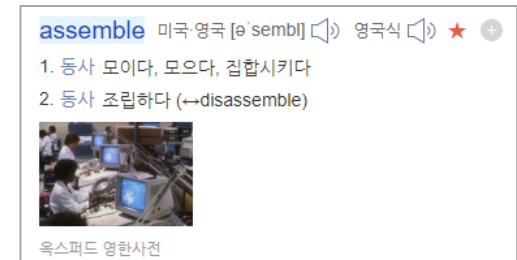 assemble 미국·영국 [əˈsembl] 영국식
1. 동사 모이다, 모으다, 집합시키다
2. 동사 조립하다 (↔disassemble)
옥스퍼드 영한사전